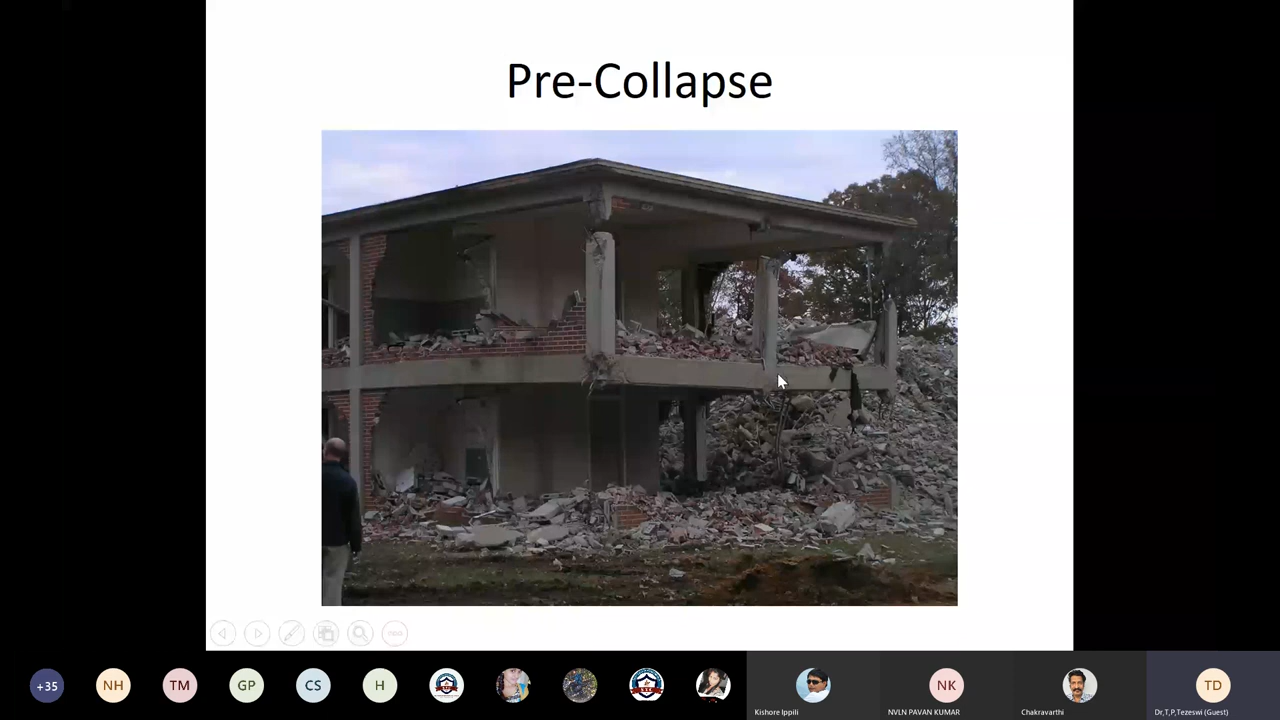 Pre-Collapse
+35
NH
TM
GP
CS
H
NK
TD
Kishore Ippili
NVLN PAVAN KUMAR
Chakravarthi
Dr,T,P,Tezeswi (Guest)